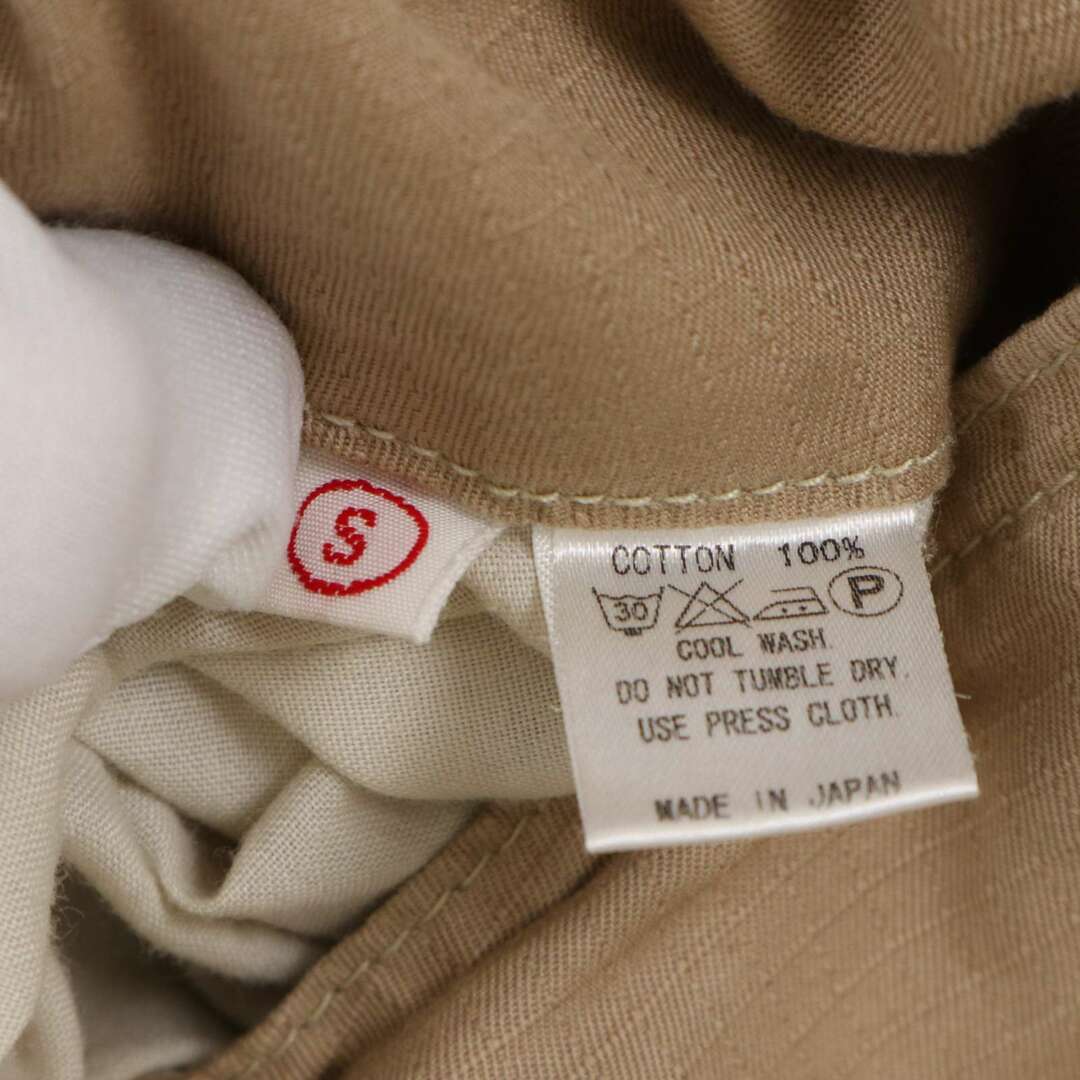 S
COTTON 100%
30 P
COOL WASH.
DO NOT TUMBLE DRY.
USE PRESS CLOTH.
MADE IN JAPAN